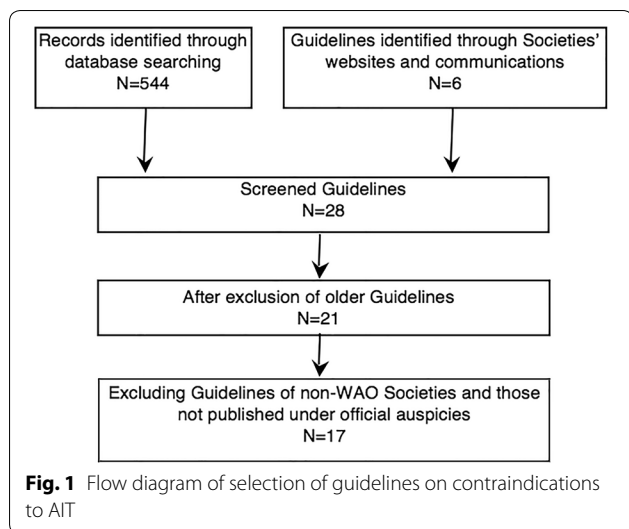 Records identified through
database searching
N=544
Guidelines identified through Societies'
websites and communications
N=6
Screened Guidelines
N=28
After exclusion of older Guidelines
N=21
Excluding Guidelines of non-WAO Societies and those
not published under official auspicies
N=17
Fig. 1 Flow diagram of selection of guidelines on contraindications
to AIT